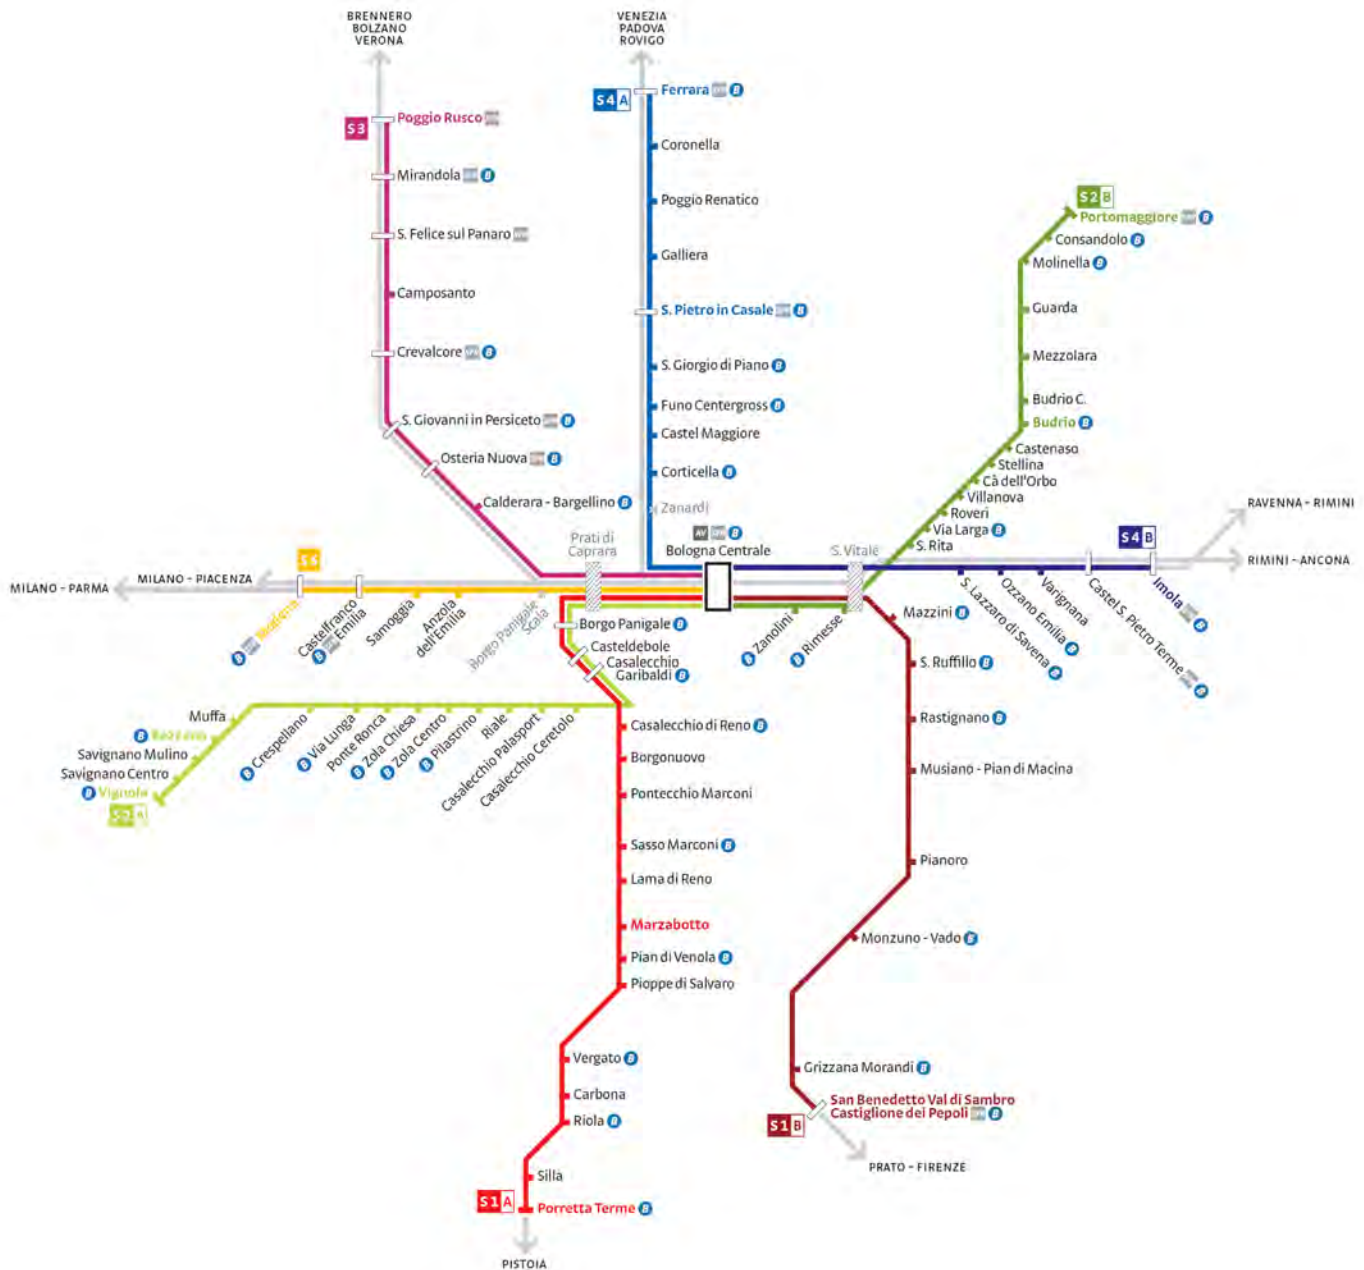 BRENNERO
BOLZANO
VERONA
VENEZIA
PADOVA
ROVIGO
S3
Poggio Rusco
Mirandola B
S. Felice sul Panaro
Camposanto
Crevalcore B
S. Giovanni in Persiceto B
Osteria Nuova B
Calderara - Bargellino B
S4 A
Ferrara B
Coronella
Poggio Renatico
Galliera
S. Pietro in Casale B
S. Giorgio di Piano B
Funo Centergross B
Castel Maggiore
Corticella B
Zanardi
S2 B
Portomaggiore B
Consandolo B
Molinella B
Guarda
Mezzolara
Budrio C.
Budrio B
Castenaso
Stellina
Cà dell'Orbo
Villanova
Roveri
Via Larga B
S. Rita
Prati di
Caprara
AV B
Bologna Centrale
S. Vitale
S4 B
RAVENNA - RIMINI
RIMINI - ANCONA
MILANO - PARMA
MILANO - PIACENZA
B Modena
Castelfranco
B Emilia
Samoggia
Anzola
dell'Emilia
Borgo Panigale
Scala
Borgo Panigale B
Casteldebole
Casalecchio
Garibaldi B
B Zanolini
B Rimesse
S. Lazzaro di Savena B
Ozzano Emilia B
Varignana
Castel S. Pietro Terme B
Imola B
Muffa
B Bazzano
Savignano Mulino
Savignano Centro
B Vignola
S2 A
B Crespellano
B Via Lunga
Ponte Ronca
B Zola Chiesa
B Zola Centro
B Pilastrino
Riale
Casalecchio Palasport
Casalecchio Ceretolo
Casalecchio di Reno B
Borgonuovo
Pontecchio Marconi
Sasso Marconi B
Lama di Reno
Marzabotto
Pian di Venola B
Pioppe di Salvaro
Vergato B
Carbona
Riola B
Silla
S1 A
Porretta Terme B
PISTOIA
Mazzini B
S. Ruffillo B
Rastignano B
Musiano - Pian di Macina
Pianoro
Monzuno - Vado B
Grizzana Morandi B
San Benedetto Val di Sambro
Castiglione dei Pepoli B
S1 B
PRATO - FIRENZE